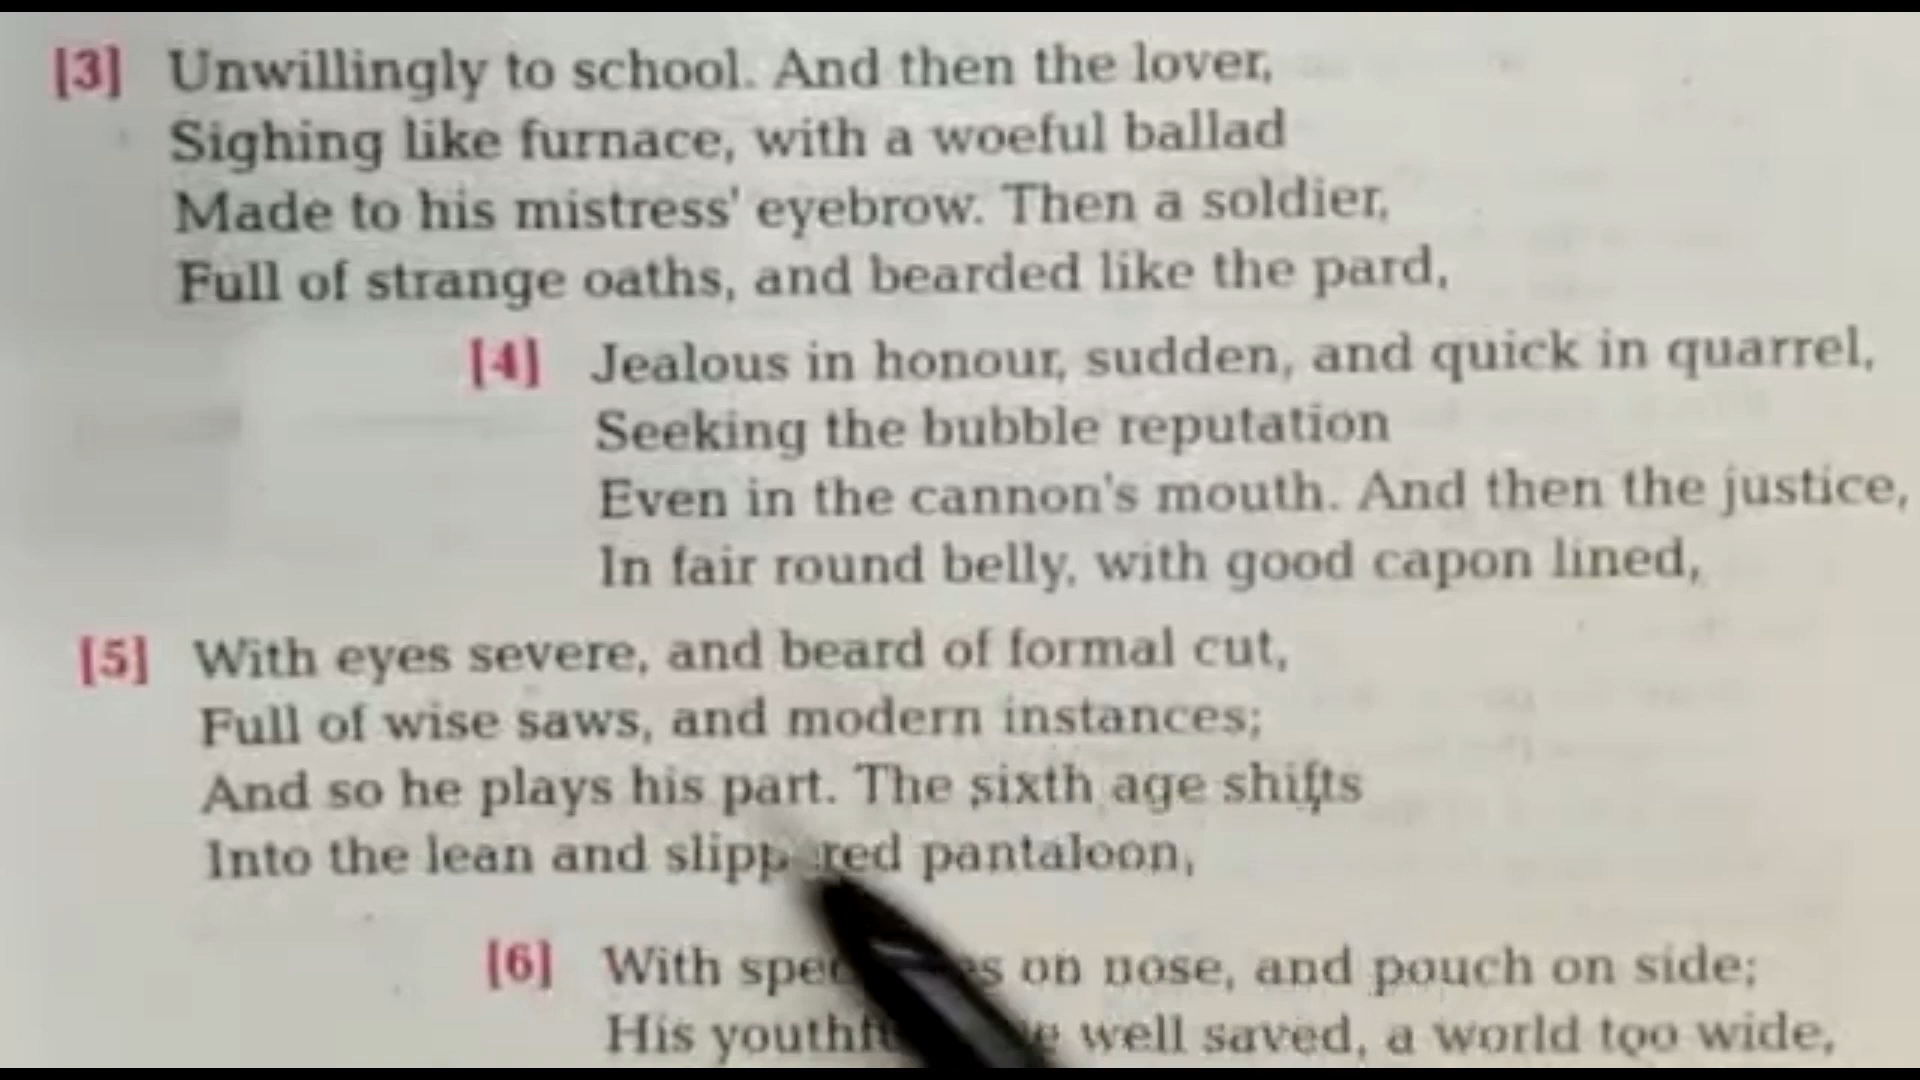 [3] Unwillingly to school. And then the lover,
Sighing like furnace, with a woeful ballad
Made to his mistress' eyebrow. Then a soldier,
Full of strange oaths, and bearded like the pard,
[4] Jealous in honour, sudden, and quick in quarrel,
Seeking the bubble reputation
Even in the cannon's mouth. And then the justice,
In fair round belly, with good capon lined,
[5] With eyes severe, and beard of formal cut,
Full of wise saws, and modern instances;
And so he plays his part. The sixth age shifts
Into the lean and slippered pantaloon,
[6] With on nose, and pouch on side;
His well saved, a world too wide,